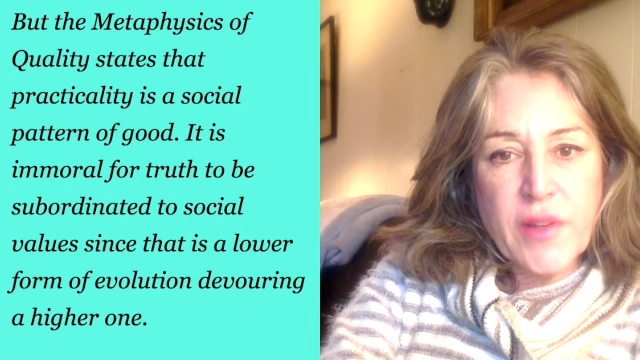 But the Metaphysics of
Quality states that
practicality is a social
pattern of good. It is
immoral for truth to be
subordinated to social
values since that is a lower
form of evolution devouring
a higher one.